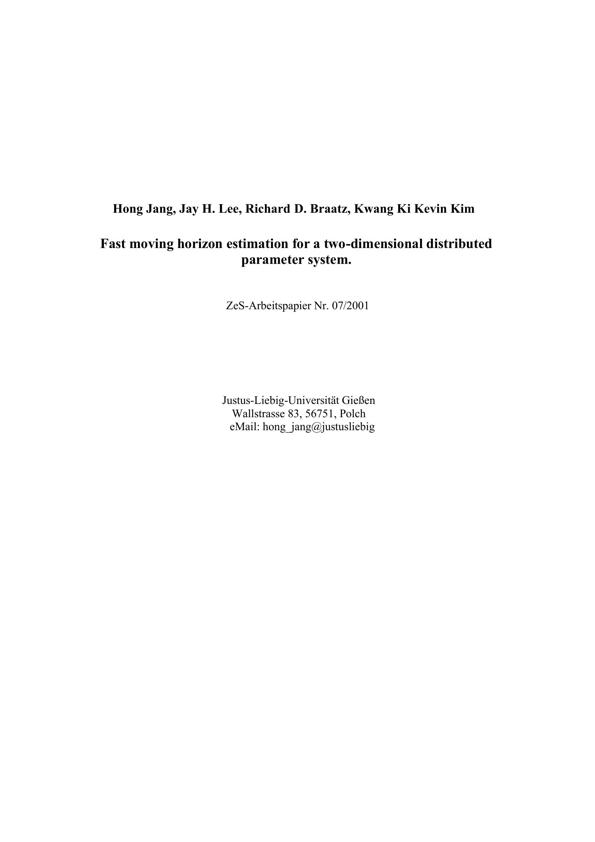 Hong Jang, Jay H. Lee, Richard D. Braatz, Kwang Ki Kevin Kim
Fast moving horizon estimation for a two-dimensional distributed
parameter system.
ZeS-Arbeitspapier Nr. 07/2001
Justus-Liebig-Universität Gießen
Wallstrasse 83, 56751, Polch
eMail: hong_jang@justusliebig